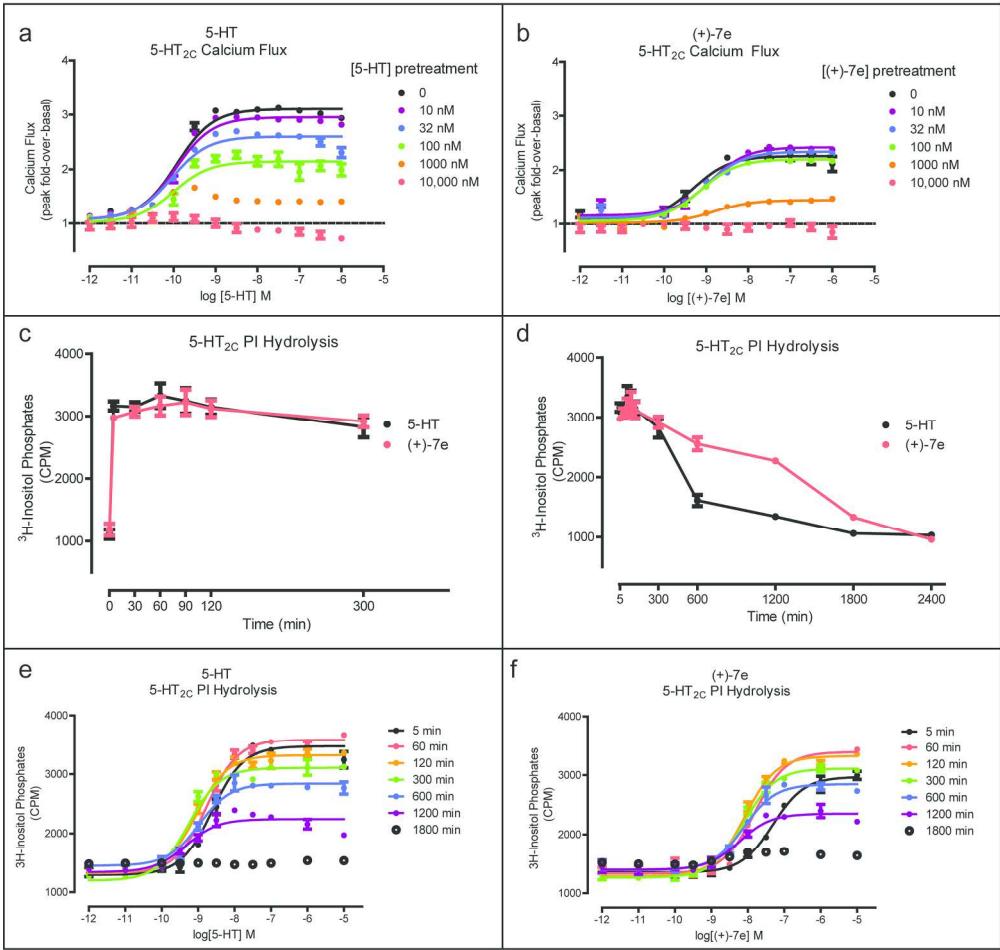 a
5-HT
5-HT2C Calcium Flux
[5-HT] pretreatment
0
10 nM
32 nM
100 nM
1000 nM
10,000 nM
Calcium Flux
(peak fold-over-basal)
4
3
2
1
-12
-11
-10
-9
-8
-7
-6
-5
log [5-HT] M
b
(+)-7e
5-HT2C Calcium Flux
[(+)-7e] pretreatment
0
10 nM
32 nM
100 nM
1000 nM
10,000 nM
Calcium Flux
(peak fold-over-basal)
4
3
2
1
-12
-11
-10
-9
-8
-7
-6
-5
log [(+)-7e] M
c
5-HT2C PI Hydrolysis
5-HT
(+)-7e
3H-Inositol Phosphates
(CPM)
4000
3000
2000
1000
0
30
60
90
120
300
Time (min)
d
5-HT2C PI Hydrolysis
5-HT
(+)-7e
3H-Inositol Phosphates
(CPM)
4000
3000
2000
1000
5
300
600
1200
1800
2400
Time (min)
e
5-HT
5-HT2C PI Hydrolysis
5 min
60 min
120 min
300 min
600 min
1200 min
1800 min
3H-Inositol Phosphates
(CPM)
4000
3000
2000
1000
-12
-11
-10
-9
-8
-7
-6
-5
log[5-HT] M
f
(+)-7e
5-HT2C PI Hydrolysis
5 min
60 min
120 min
300 min
600 min
1200 min
1800 min
3H-Inositol Phosphates
(CPM)
4000
3000
2000
1000
-12
-11
-10
-9
-8
-7
-6
-5
log[(+)-7e] M